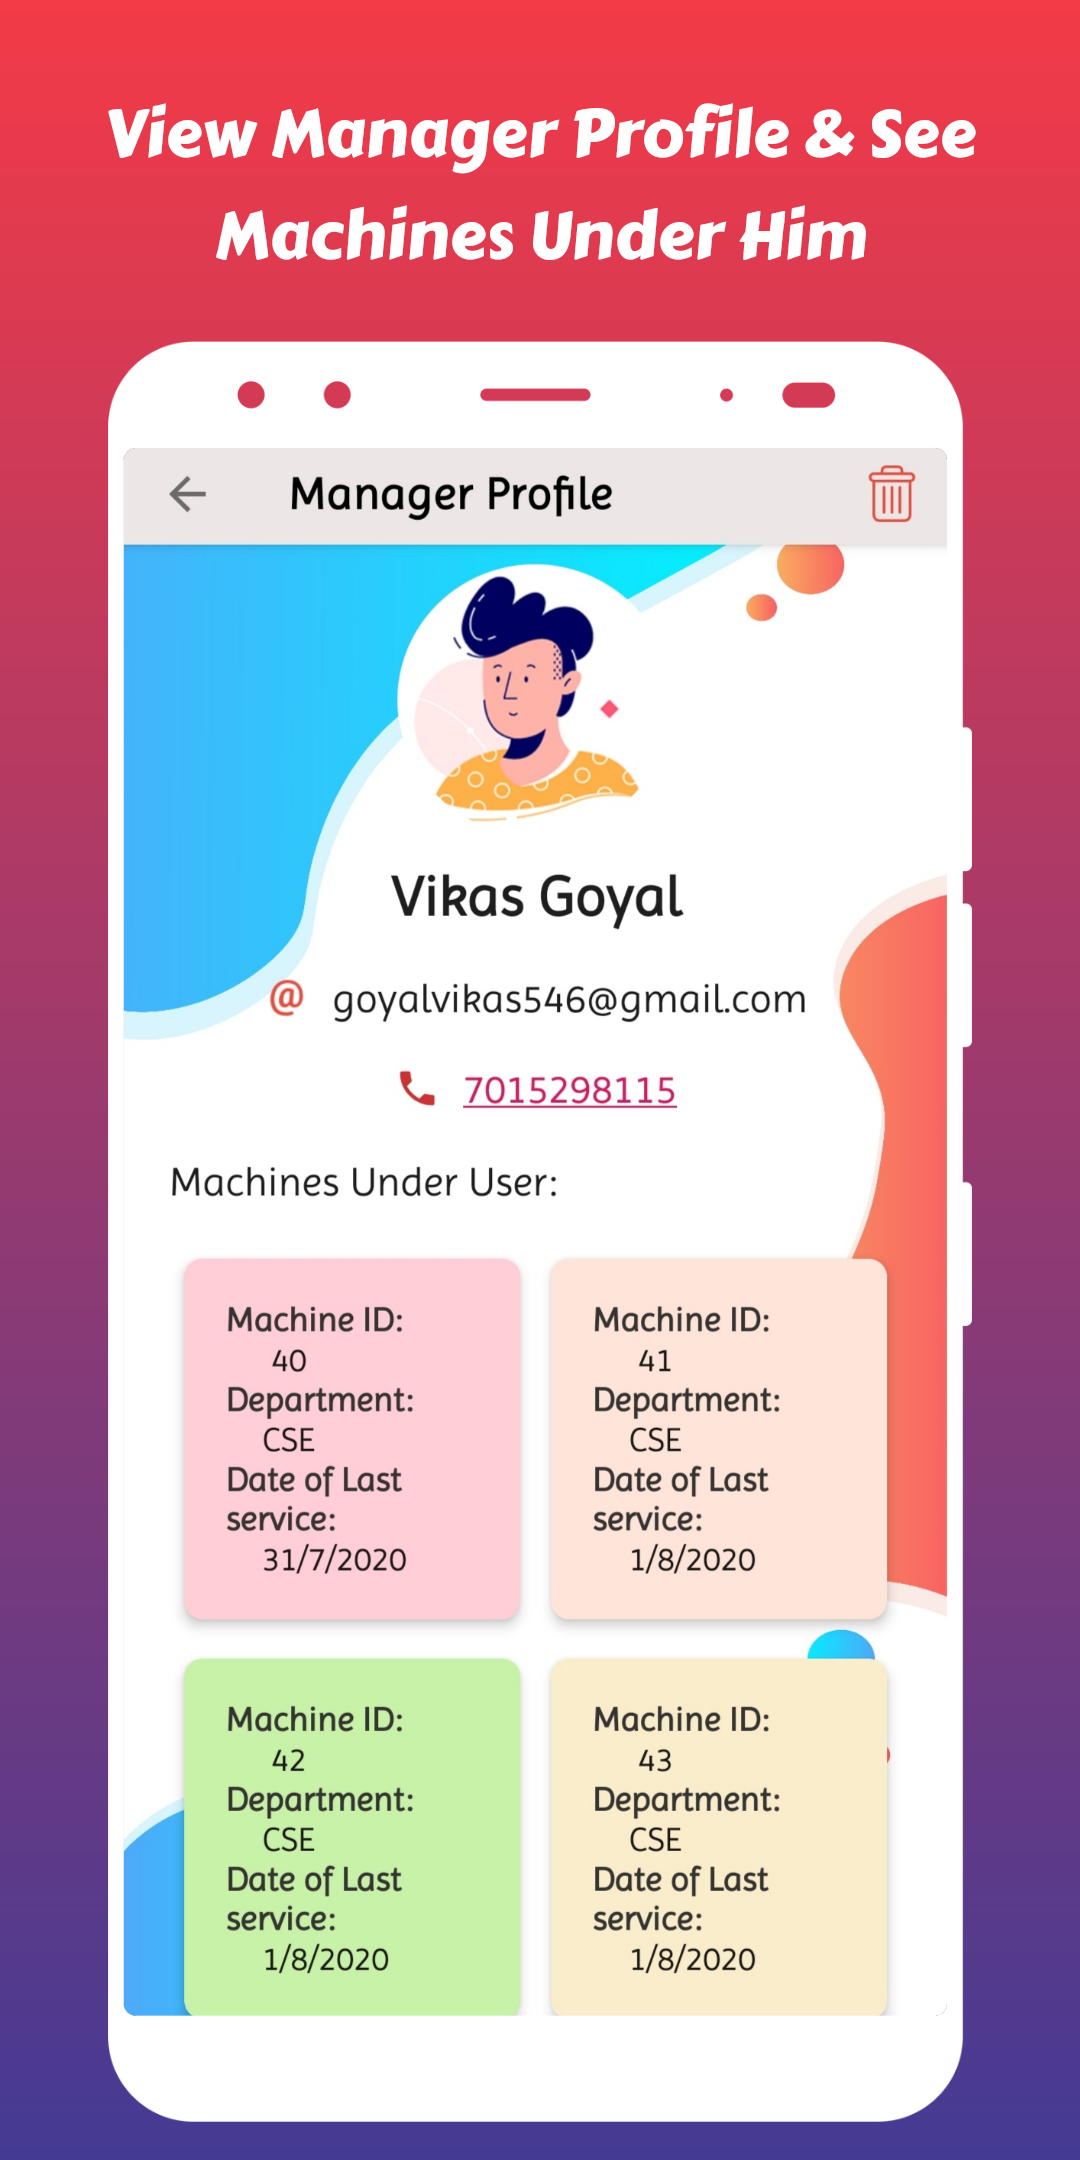 View Manager Profile & See
Machines Under Him
Manager Profile
Vikas Goyal
@ goyalvikas546@gmail.com
7015298115
Machines Under User:
Machine ID:
40
Department:
CSE
Date of Last
service:
31/7/2020
Machine ID:
41
Department:
CSE
Date of Last
service:
1/8/2020
Machine ID:
42
Department:
CSE
Date of Last
service:
1/8/2020
Machine ID:
43
Department:
CSE
Date of Last
service:
1/8/2020